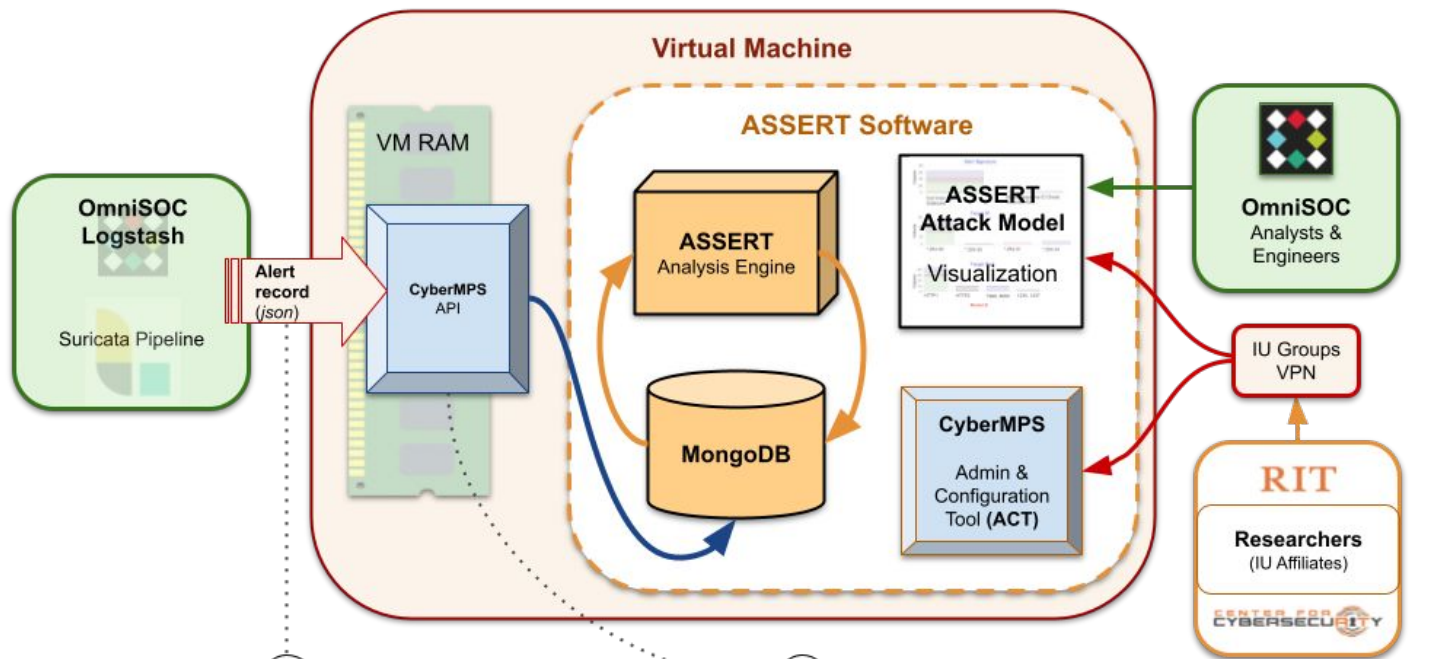 Virtual Machine
VM RAM
ASSERT Software
OmniSOC
Logstash
Suricata Pipeline
Alert
record
(json)
CyberMPS
API
ASSERT
Analysis Engine
MongoDB
ASSERT
Attack Model
Visualization
CyberMPS
Admin &
Configuration
Tool (ACT)
OmniSOC
Analysts &
Engineers
IU Groups
VPN
RIT
Researchers
(IU Affiliates)
CENTER FOR
CYBERSECURITY